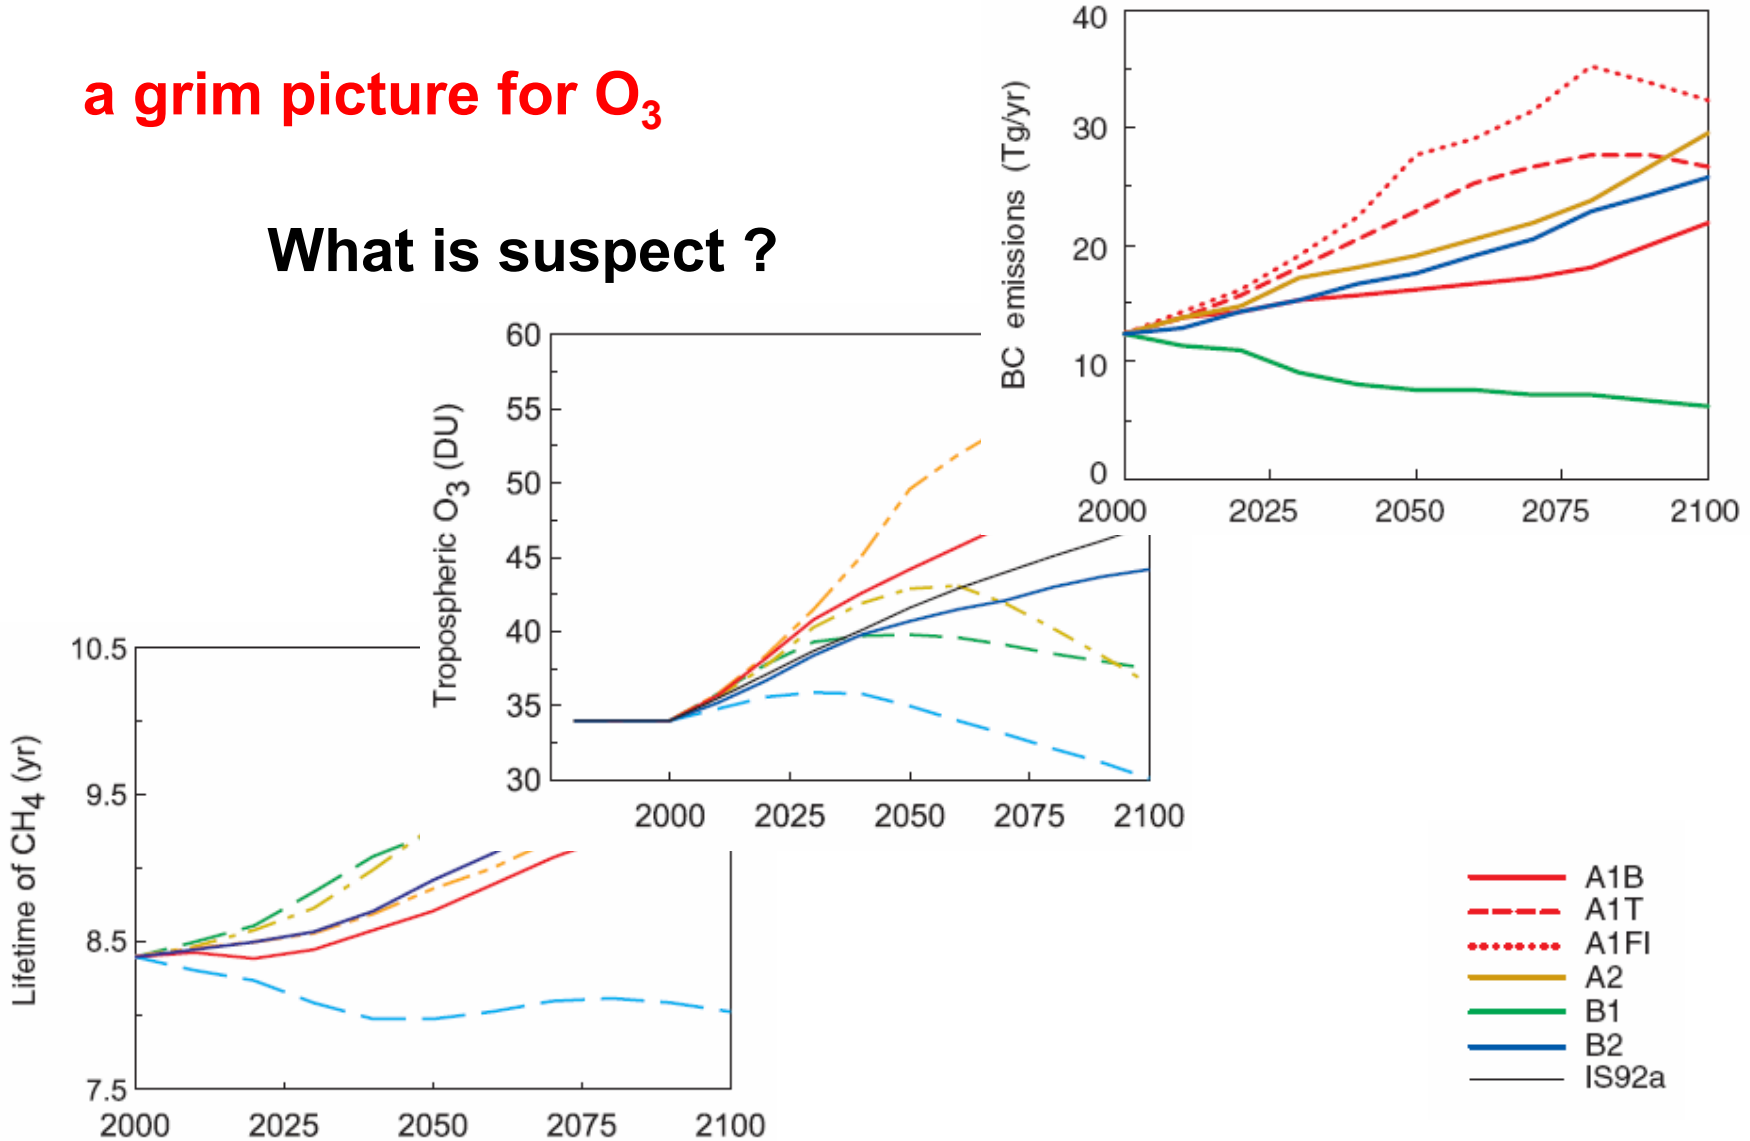 a grim picture for O3
What is suspect ?
BC emissions (Tg/yr)
40
30
20
10
0
2000 2025 2050 2075 2100
Tropospheric O3 (DU)
60
55
50
45
40
35
30
2000 2025 2050 2075 2100
Lifetime of CH4 (yr)
10.5
9.5
8.5
7.5
2000 2025 2050 2075 2100
A1B
A1T
A1FI
A2
B1
B2
IS92a